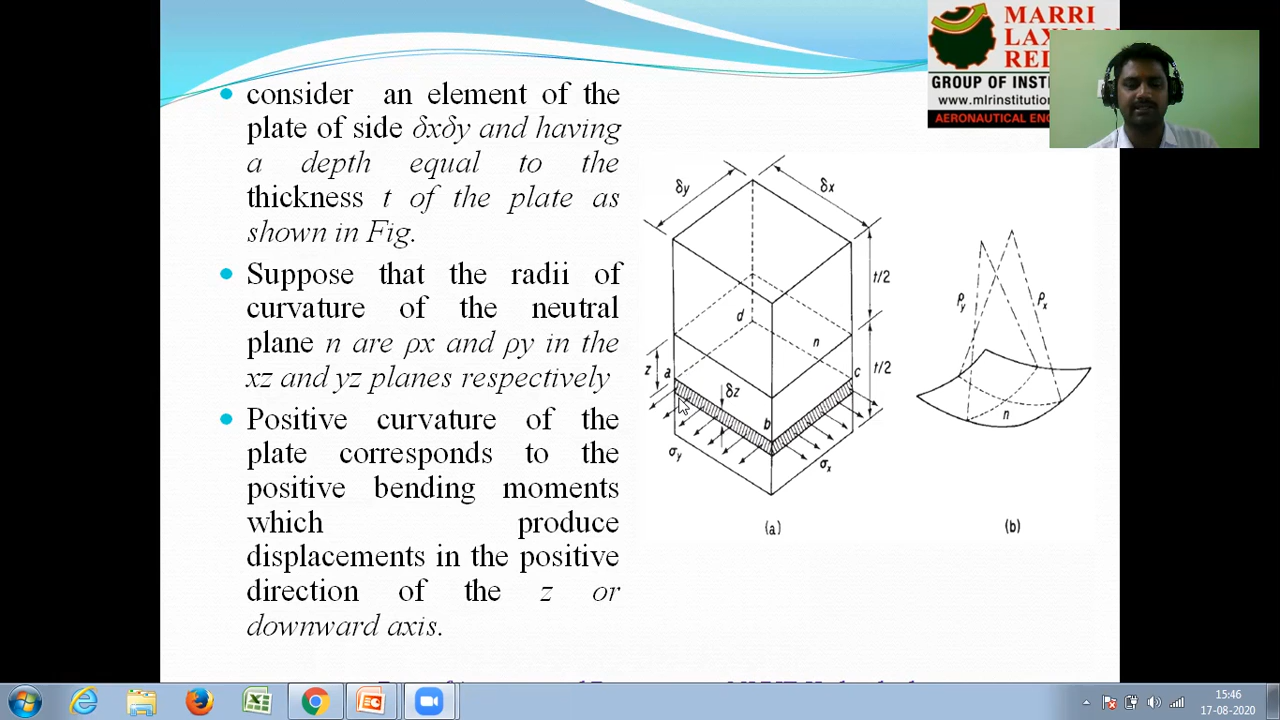 MARRI
GROUP OF INST
www.mlrinstitution
AERONAUTICAL EN
consider an element of the
plate of side δxδy and having
a depth equal to the
thickness t of the plate as
shown in Fig.
Suppose that the radii of
curvature of the neutral
plane n are ρx and ρy in the
xz and yz planes respectively
Positive curvature of the
plate corresponds to the
positive bending moments
which produce
displacements in the positive
direction of the z or
downward axis.
δy δx
t/2
d
n
z a c t/2
δz
b
σy σx
(a)
ρy ρx
n
(b)
15:46
17-08-2020